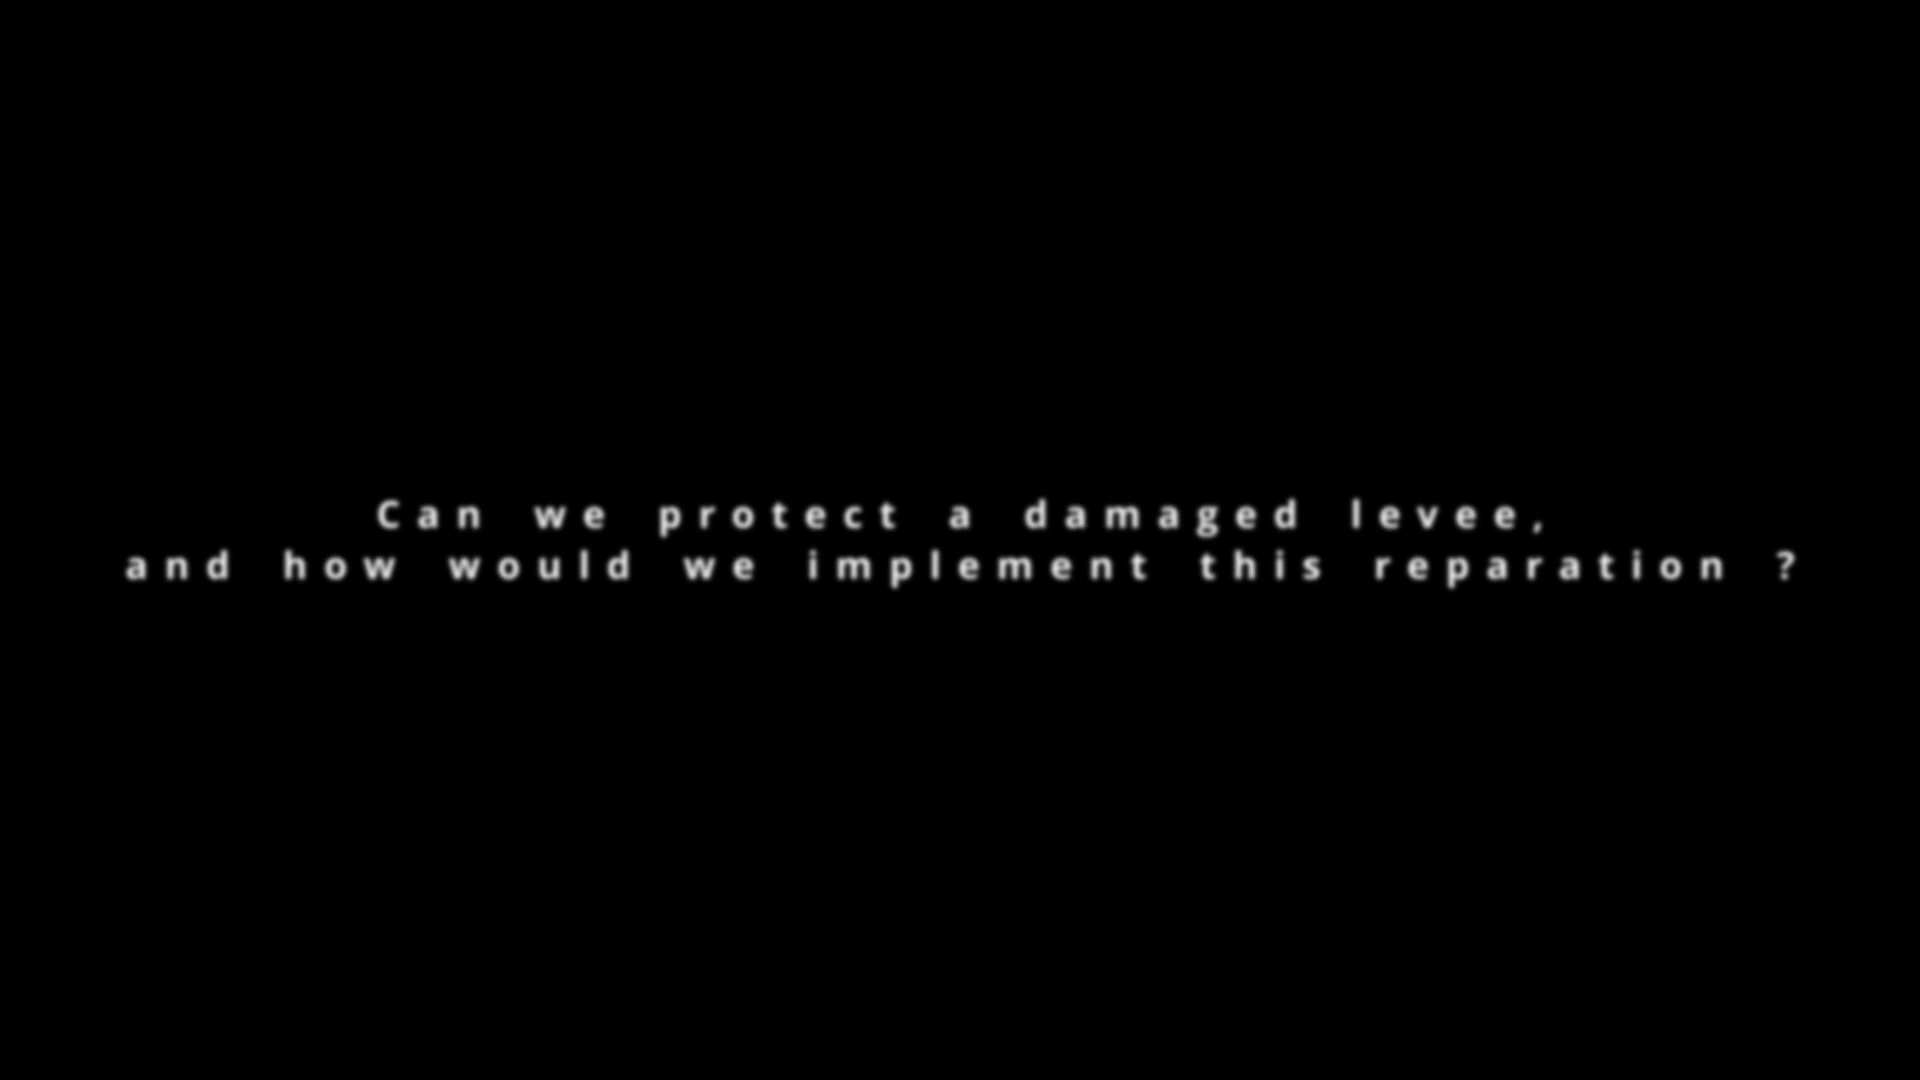 Can we protect a damaged levee,
and how would we implement this reparation ?